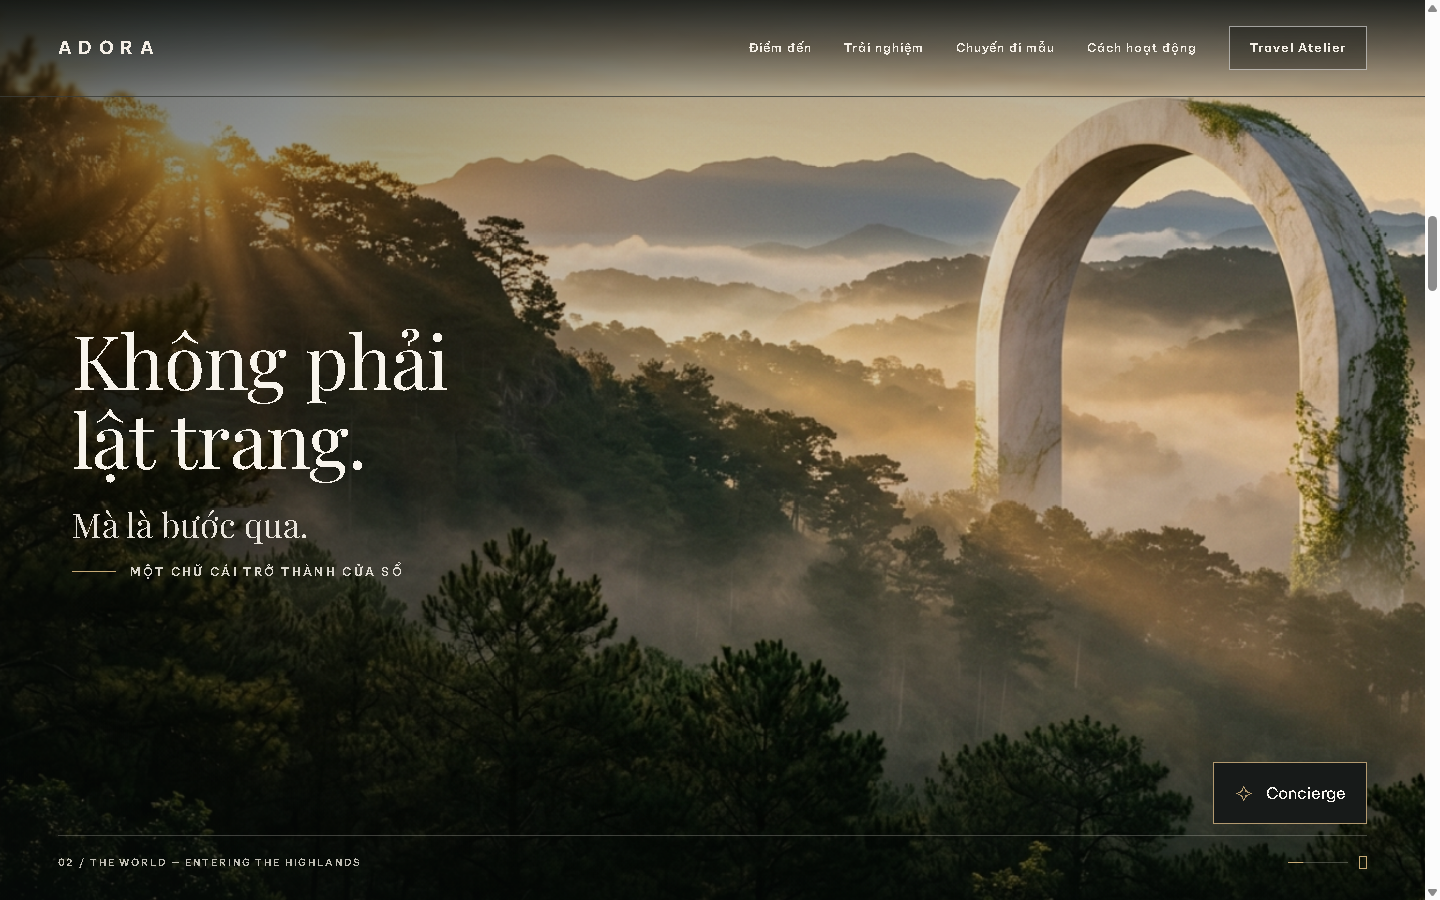 ADORA
Điểm đến
Trải nghiệm
Chuyến đi mẫu
Cách hoạt động
Travel Atelier
Không phải
lật trang.
Mà là bước qua.
MỘT CHỮ CÁI TRỞ THÀNH CỬA SỔ
Concierge
02 / THE WORLD — ENTERING THE HIGHLANDS